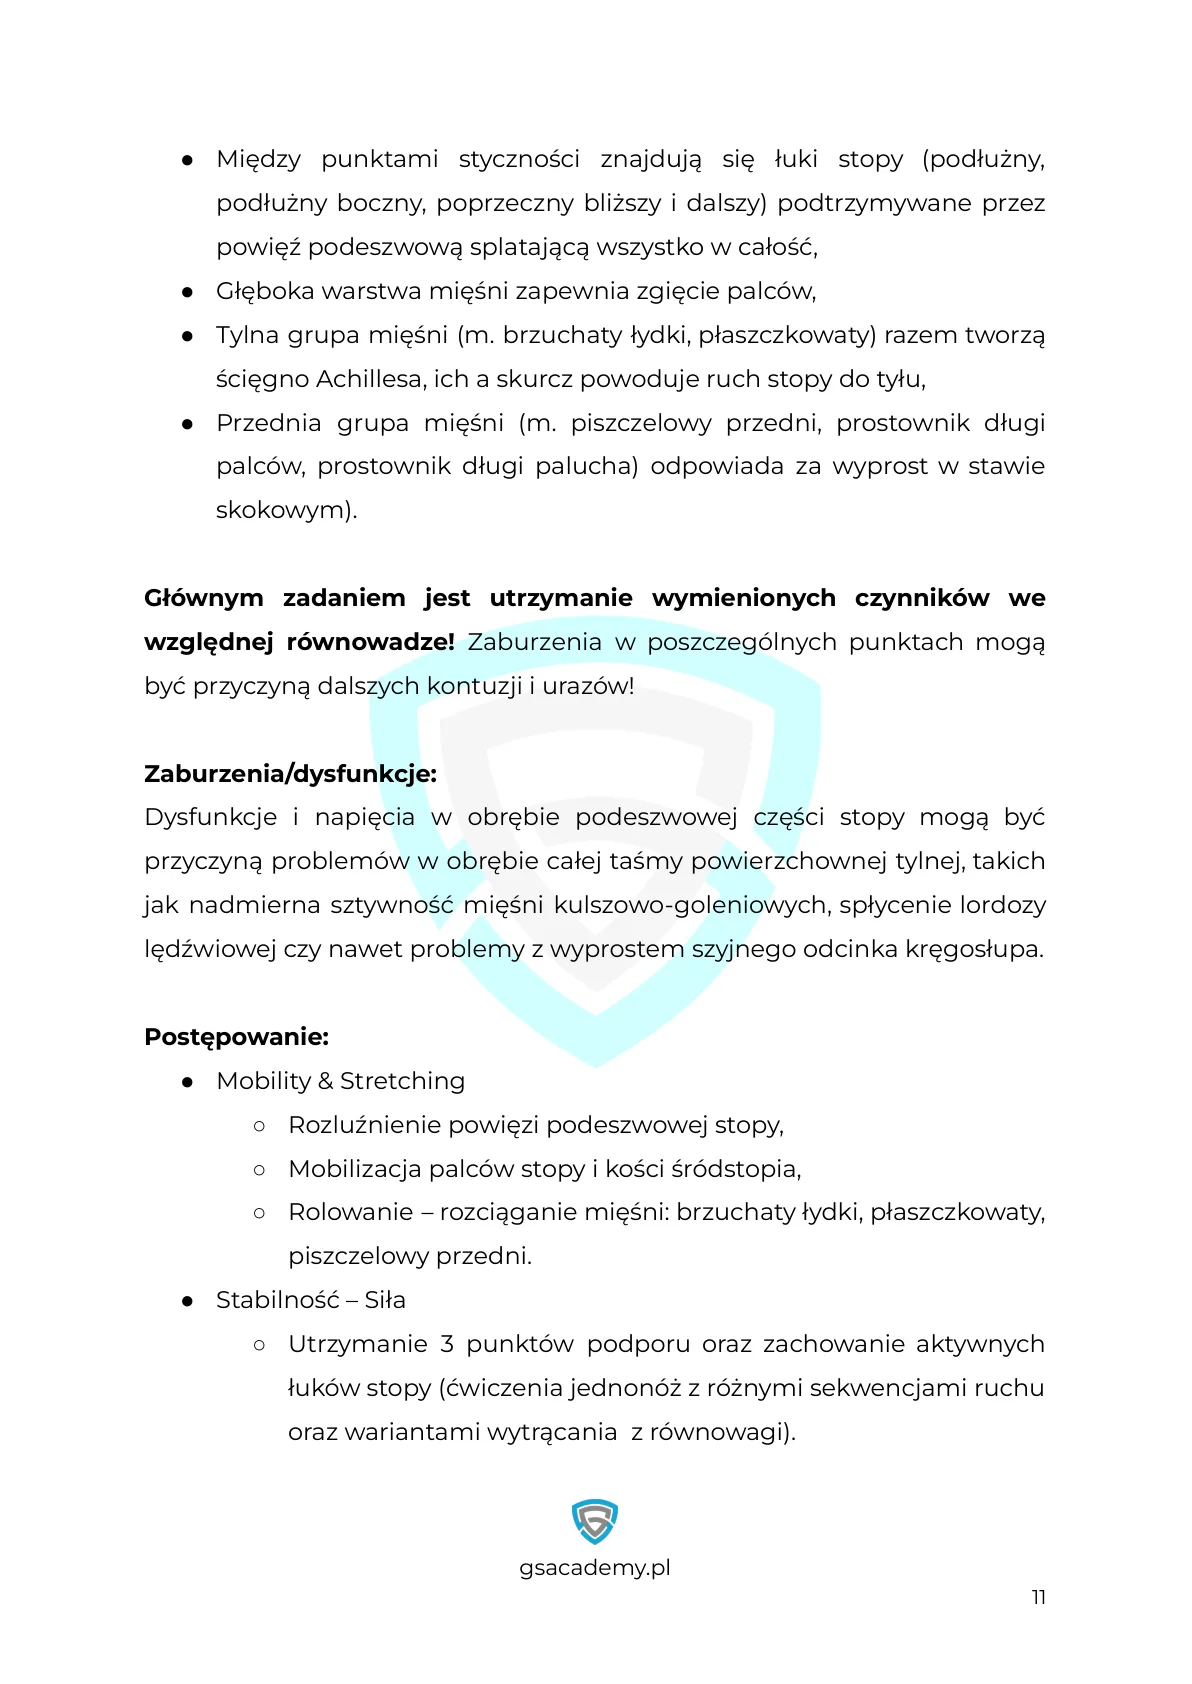 ● Między punktami styczności znajdują się łuki stopy (podłużny,
podłużny boczny, poprzeczny bliższy i dalszy) podtrzymywane przez
powięź podeszwową splatającą wszystko w całość,
● Głęboka warstwa mięśni zapewnia zgięcie palców,
● Tylna grupa mięśni (m. brzuchaty łydki, płaszczkowaty) razem tworzą
ścięgno Achillesa, ich a skurcz powoduje ruch stopy do tyłu,
● Przednia grupa mięśni (m. piszczelowy przedni, prostownik długi
palców, prostownik długi palucha) odpowiada za wyprost w stawie
skokowym).
Głównym zadaniem jest utrzymanie wymienionych czynników we
względnej równowadze! Zaburzenia w poszczególnych punktach mogą
być przyczyną dalszych kontuzji i urazów!
Zaburzenia/dysfunkcje:
Dysfunkcje i napięcia w obrębie podeszwowej części stopy mogą być
przyczyną problemów w obrębie całej taśmy powierzchownej tylnej, takich
jak nadmierna sztywność mięśni kulszowo-goleniowych, spłycenie lordozy
lędźwiowej czy nawet problemy z wyprostem szyjnego odcinka kręgosłupa.
Postępowanie:
● Mobility & Stretching
○ Rozluźnienie powięzi podeszwowej stopy,
○ Mobilizacja palców stopy i kości śródstopia,
○ Rolowanie – rozciąganie mięśni: brzuchaty łydki, płaszczkowaty,
piszczelowy przedni.
● Stabilność – Siła
○ Utrzymanie 3 punktów podporu oraz zachowanie aktywnych
łuków stopy (ćwiczenia jednonóż z różnymi sekwencjami ruchu
oraz wariantami wytrącania  z równowagi).
gsacademy.pl
11